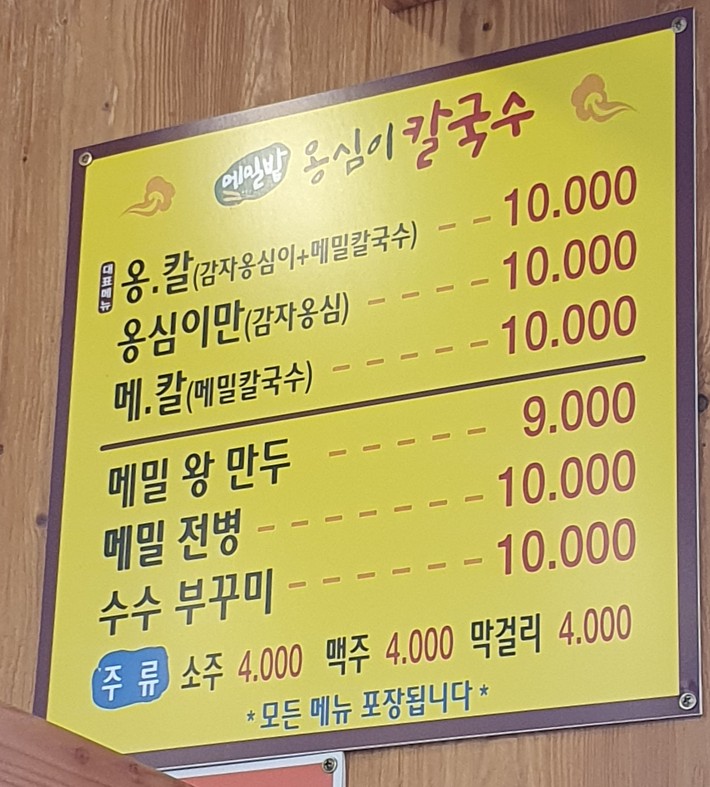 메밀밥 옹심이 칼국수
대표메뉴 옹.칼(감자옹심이+메밀칼국수) 10.000
옹심이만(감자옹심) 10.000
메.칼(메밀칼국수) 10.000
메밀 왕 만두 9.000
메밀 전병 10.000
수수 부꾸미 10.000
주류 소주 4.000 맥주 4.000 막걸리 4.000
*모든 메뉴 포장됩니다*